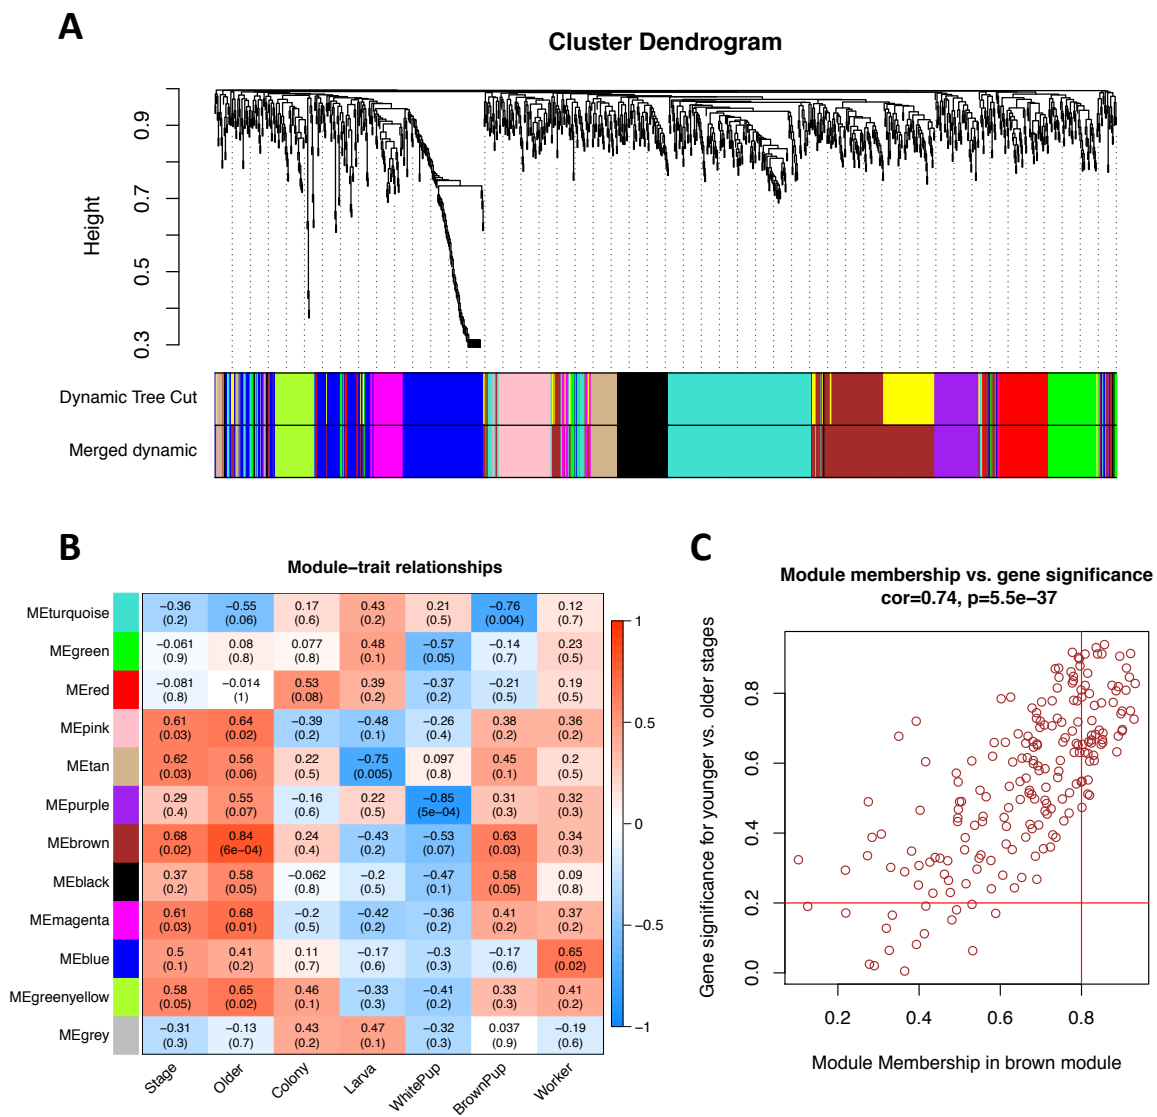 A
Cluster Dendrogram
Height
0.9
0.7
0.5
0.3
Dynamic Tree Cut
Merged dynamic
B
Module−trait relationships
MEturquoise −0.36 −0.55 0.17 0.43 0.21 −0.76 0.12
(0.2) (0.06) (0.6) (0.2) (0.5) (0.004) (0.7)
MEgreen −0.061 0.08 0.077 0.48 −0.57 −0.14 0.23
(0.9) (0.8) (0.8) (0.1) (0.05) (0.7) (0.5)
MEred −0.081 −0.014 0.53 0.39 −0.37 −0.21 0.19
(0.8) (1) (0.08) (0.2) (0.2) (0.5) (0.5)
MEpink 0.61 0.64 −0.39 −0.48 −0.26 0.38 0.36
(0.03) (0.02) (0.2) (0.1) (0.4) (0.2) (0.2)
MEtan 0.62 0.56 0.22 −0.75 0.097 0.45 0.2
(0.03) (0.06) (0.5) (0.005) (0.8) (0.1) (0.5)
MEpurple 0.29 0.55 −0.16 0.22 −0.85 0.31 0.32
(0.4) (0.07) (0.6) (0.5) (5e−04) (0.3) (0.3)
MEbrown 0.68 0.84 0.24 −0.43 −0.53 0.63 0.34
(0.02) (6e−04) (0.4) (0.2) (0.07) (0.03) (0.3)
MEblack 0.37 0.58 −0.062 −0.2 −0.47 0.58 0.09
(0.2) (0.05) (0.8) (0.5) (0.1) (0.05) (0.8)
MEmagenta 0.61 0.68 −0.2 −0.42 −0.36 0.41 0.37
(0.03) (0.01) (0.5) (0.2) (0.2) (0.2) (0.2)
MEblue 0.5 0.41 0.11 −0.17 −0.3 −0.17 0.65
(0.1) (0.2) (0.7) (0.6) (0.3) (0.6) (0.02)
MEgreenyellow 0.58 0.65 0.46 −0.33 −0.41 0.33 0.41
(0.05) (0.02) (0.1) (0.3) (0.2) (0.3) (0.2)
MEgrey −0.31 −0.13 0.43 0.47 −0.32 0.037 −0.19
(0.3) (0.7) (0.2) (0.1) (0.3) (0.9) (0.6)
Stage Older Colony Larva WhitePup BrownPup Worker
1
0.5
0
−0.5
−1
C
Module membership vs. gene significance
cor=0.74, p=5.5e−37
Gene significance for younger vs. older stages
0.8
0.6
0.4
0.2
0.0
0.2 0.4 0.6 0.8
Module Membership in brown module